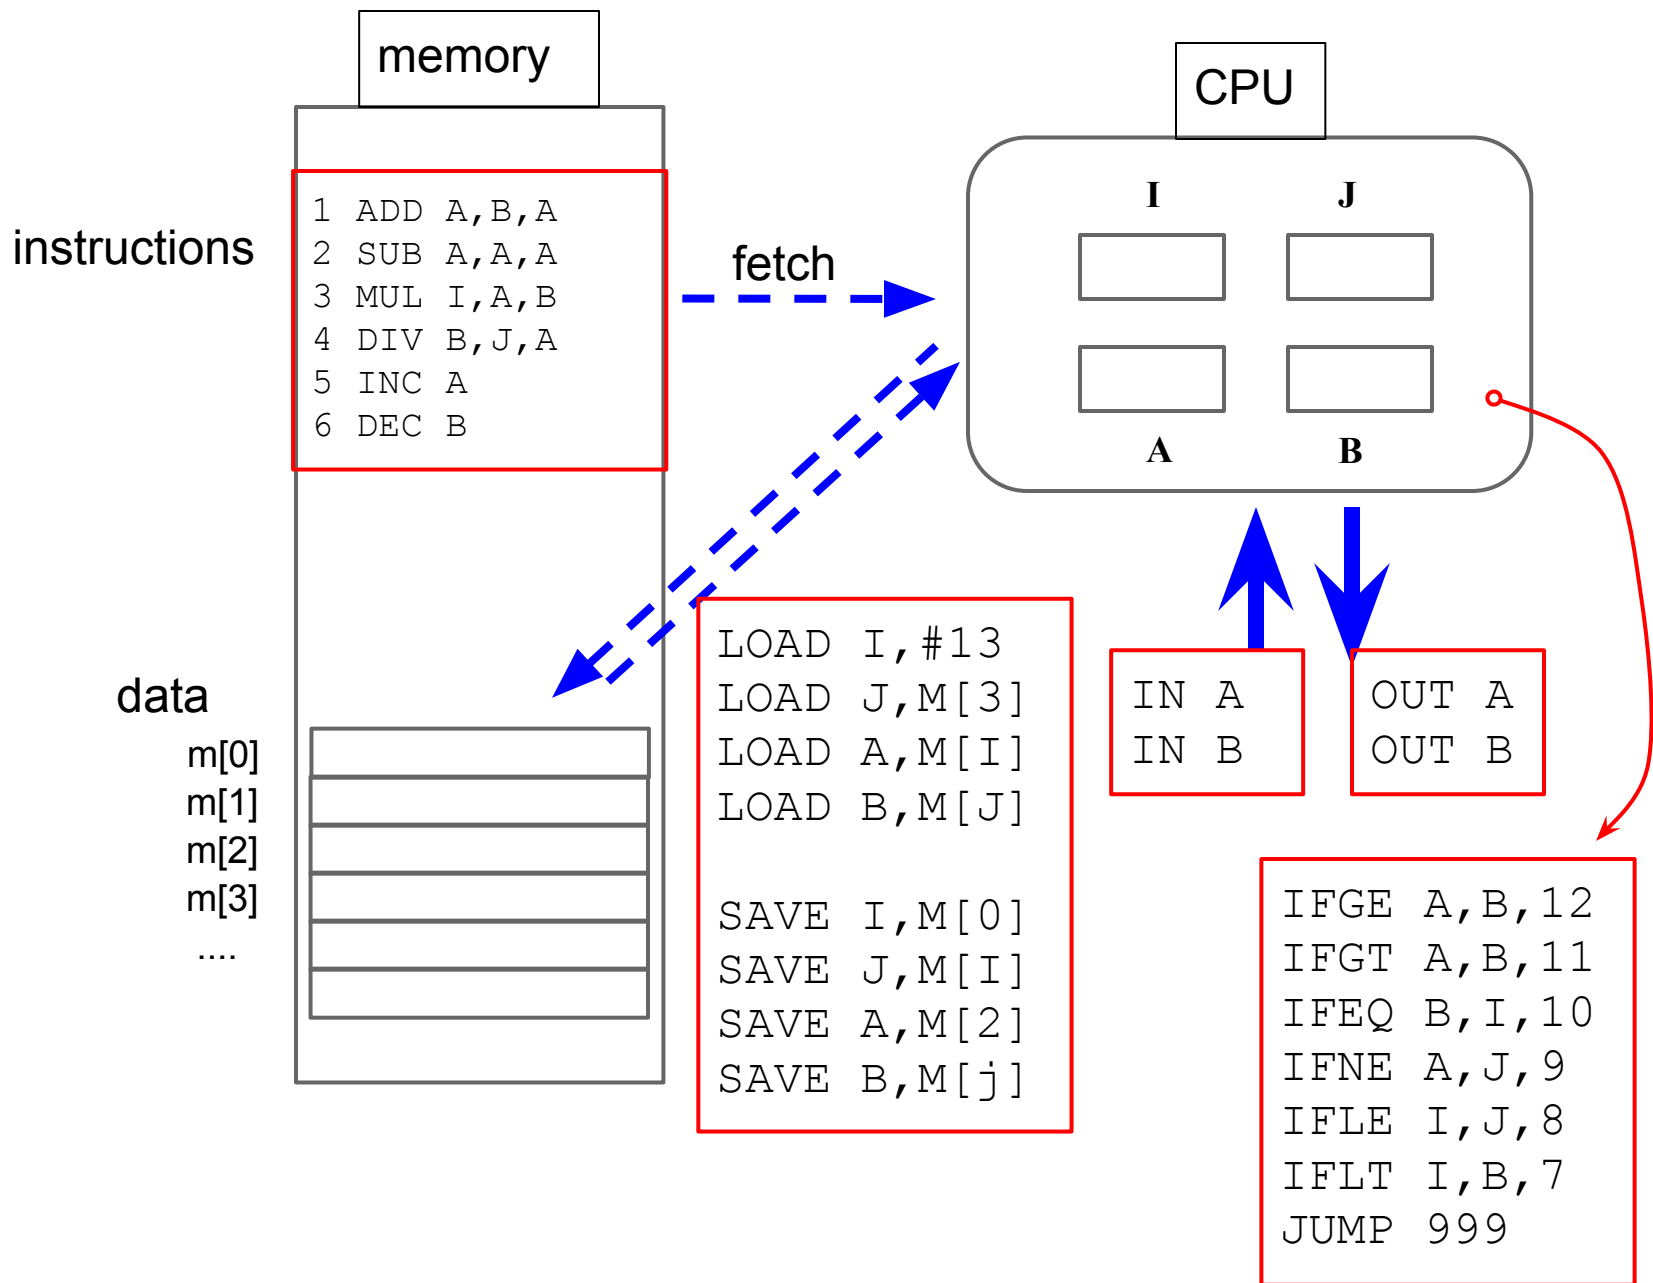 memory
CPU
instructions
1 ADD A,B,A
2 SUB A,A,A
3 MUL I,A,B
4 DIV B,J,A
5 INC A
6 DEC B
fetch
I J
A B
data
m[0]
m[1]
m[2]
m[3]
....
LOAD I,#13
LOAD J,M[3]
LOAD A,M[I]
LOAD B,M[J]
SAVE I,M[0]
SAVE J,M[I]
SAVE A,M[2]
SAVE B,M[j]
IN A
IN B
OUT A
OUT B
IFGE A,B,12
IFGT A,B,11
IFEQ B,I,10
IFNE A,J,9
IFLE I,J,8
IFLT I,B,7
JUMP 999